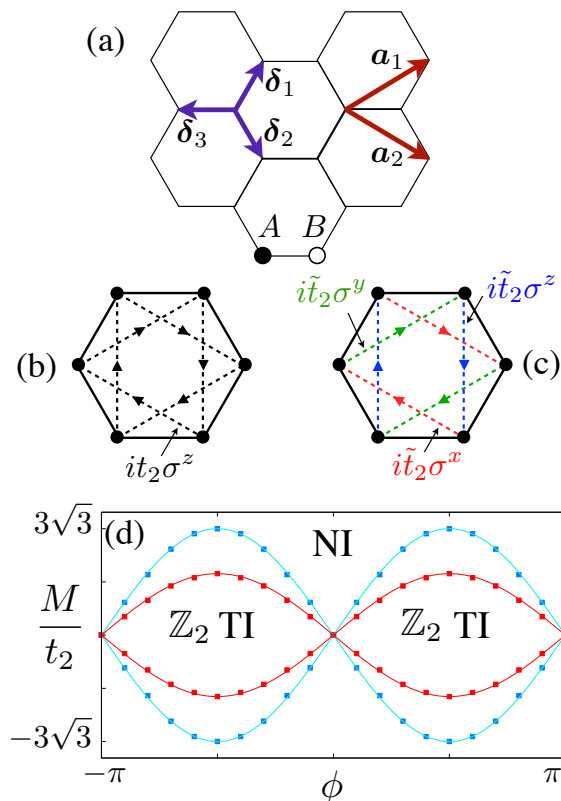 (a)
δ₁
a₁
δ₃
δ₂
a₂
A B
it̃₂σʸ
it̃₂σᶻ
(b)
(c)
it₂σᶻ
it̃₂σˣ
3√3
(d)
NI
M/t₂
ℤ₂ TI
ℤ₂ TI
−3√3
−π
ϕ
π